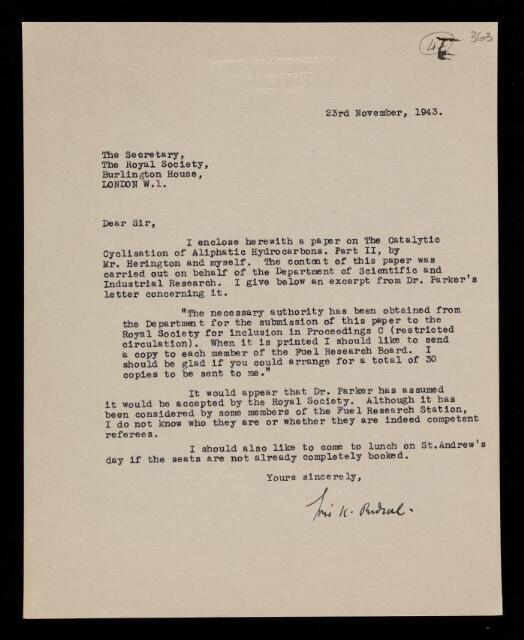 363
23rd November, 1943.
The Secretary,
The Royal Society,
Burlington House,
LONDON W.1.
Dear Sir,
I enclose herewith a paper on The Catalytic
Cyclisation of Aliphatic Hydrocarbons. Part II, by
Mr. Herington and myself. The content of this paper was
carried out on behalf of the Department of Scientific and
Industrial Research. I give below an excerpt from Dr. Parker's
letter concerning it.
"The necessary authority has been obtained from
the Department for the submission of this paper to the
Royal Society for inclusion in Proceedings C (restricted
circulation). When it is printed I should like to send
a copy to each member of the Fuel Research Board. I
should be glad if you could arrange for a total of 30
copies to be sent to me."
It would appear that Dr. Parker has assumed
it would be accepted by the Royal Society. Although it has
been considered by some members of the Fuel Research Station,
I do not know who they are or whether they are indeed competent
referees.
I should also like to come to lunch on St.Andrew's
day if the seats are not already completely booked.
Yours sincerely,
Eric K. Rideal.